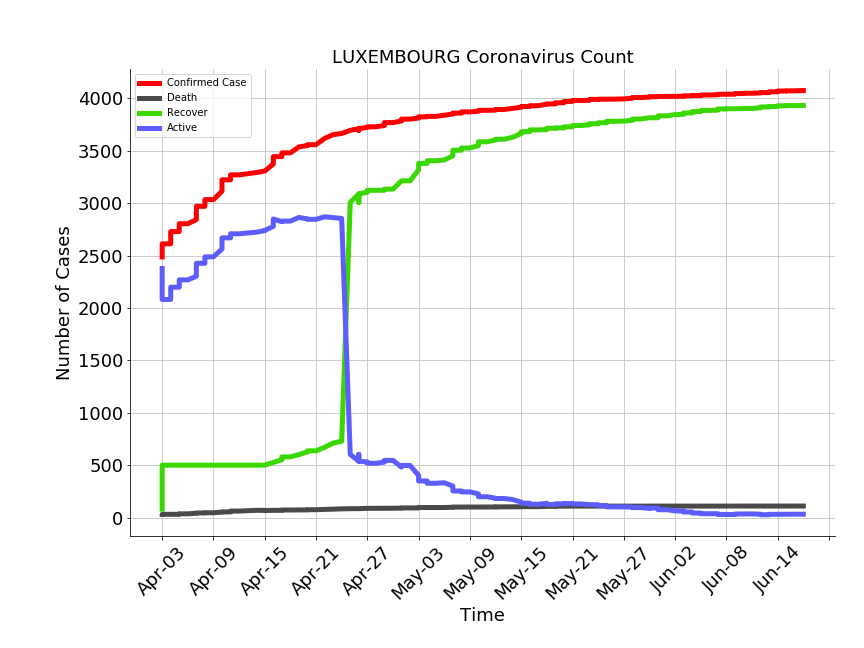 LUXEMBOURG Coronavirus Count
Confirmed Case
Death
Recover
Active
Number of Cases
4000
3500
3000
2500
2000
1500
1000
500
0
Apr-03
Apr-09
Apr-15
Apr-21
Apr-27
May-03
May-09
May-15
May-21
May-27
Jun-02
Jun-08
Jun-14
Time